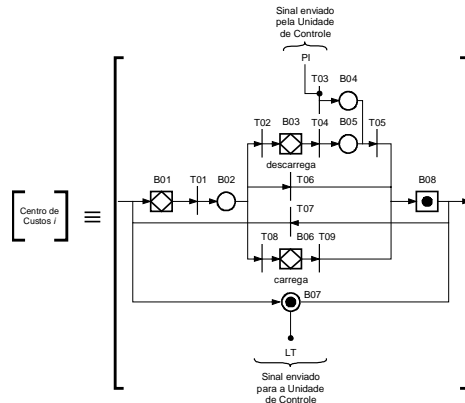 Sinal enviado
pela Unidade
de Controle
PI
T03 B04
T02 B03 T04 B05 T05
descarrega
B01 T01 B02 T06 B08
Centro de
Custos i
≡
T07
T08 B06 T09
carrega
B07
LT
Sinal enviado
para a Unidade
de Controle